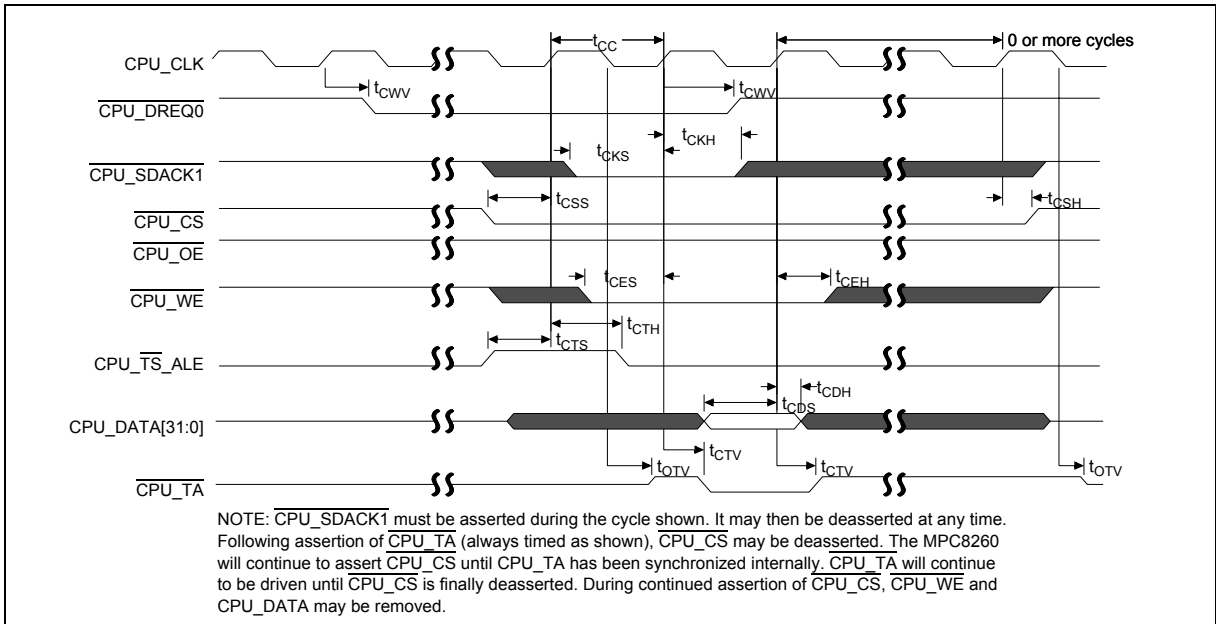 t̅CC 0 or more cycles
CPU_CLK
tCWV tCWV
CPU_DREQ0
tCKH
tCKS
CPU_SDACK1
tCSS tCSH
CPU_CS
CPU_OE
tCES tCEH
CPU_WE
tCTH
tCTS
CPU_TS_ALE
tCDH
tCDS
CPU_DATA[31:0]
tCTV
tOTV tCTV tOTV
CPU_TA
NOTE: CPU_SDACK1 must be asserted during the cycle shown. It may then be deasserted at any time.
Following assertion of CPU_TA (always timed as shown), CPU_CS may be deasserted. The MPC8260
will continue to assert CPU_CS until CPU_TA has been synchronized internally. CPU_TA will continue
to be driven until CPU_CS is finally deasserted. During continued assertion of CPU_CS, CPU_WE and
CPU_DATA may be removed.